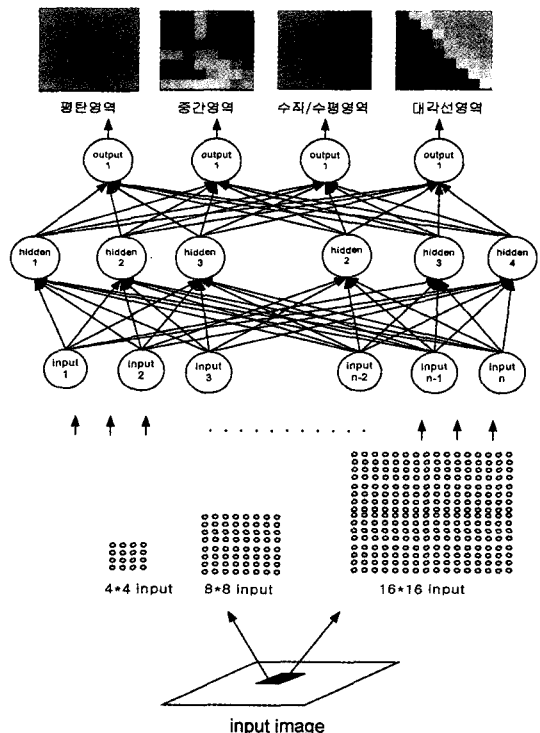 평탄영역 중간영역 수직/수평영역 대각선영역
output 1 output 1 output 1 output 1
hidden 1 hidden 2 hidden 3 hidden 2 hidden 3 hidden 4
input 1 input 2 input 3 input n-2 input n-1 input n
4*4 input 8*8 input 16*16 input
input image